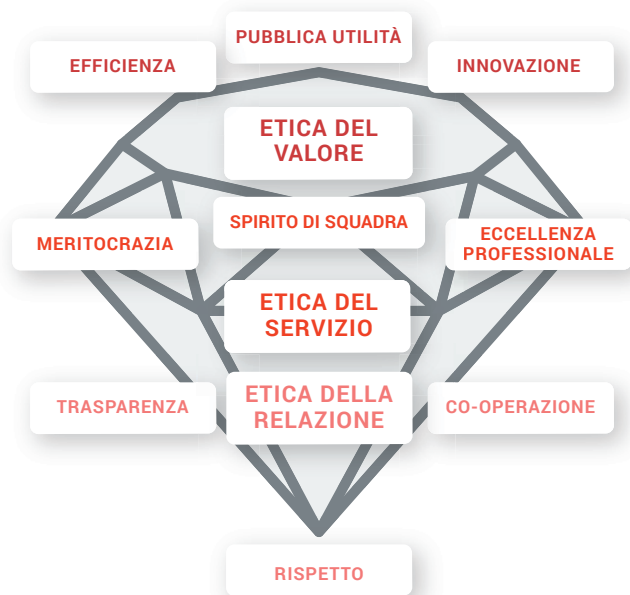 PUBBLICA UTILITÀ
EFFICIENZA
INNOVAZIONE
ETICA DEL
VALORE
SPIRITO DI SQUADRA
MERITOCRAZIA
ECCELLENZA
PROFESSIONALE
ETICA DEL
SERVIZIO
ETICA DELLA
RELAZIONE
TRASPARENZA
CO-OPERAZIONE
RISPETTO